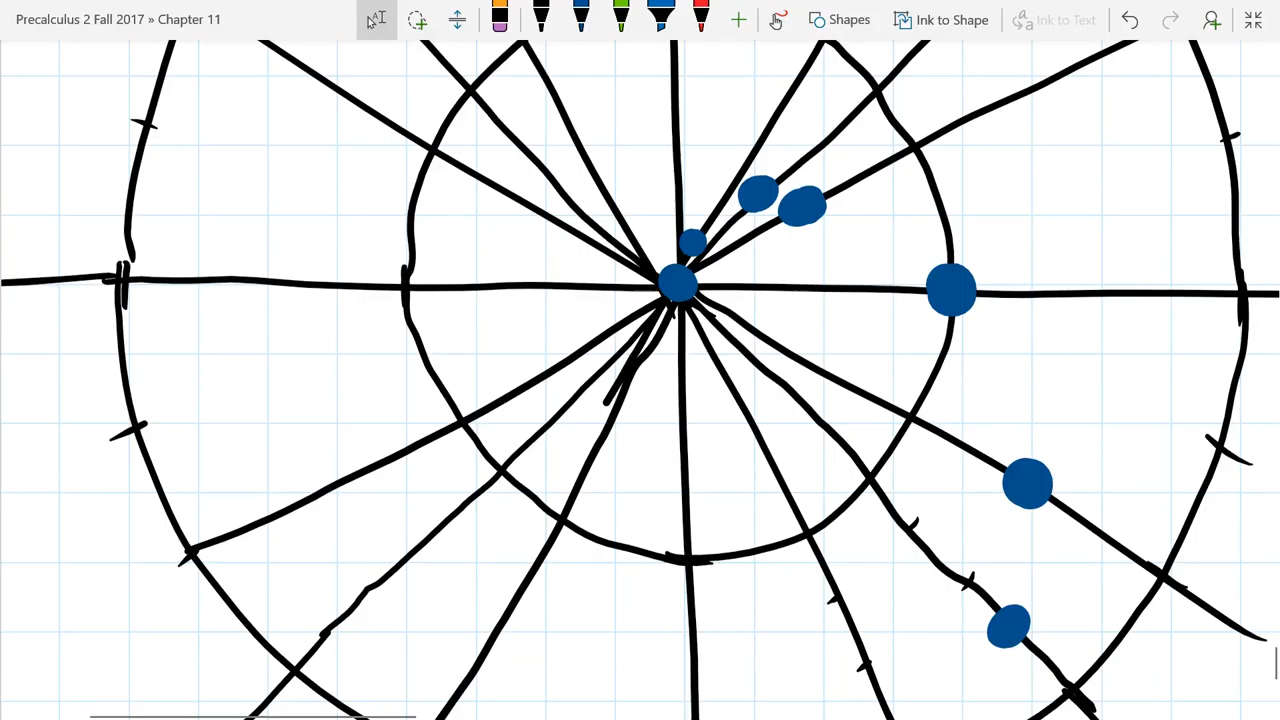 Precalculus 2 Fall 2017 » Chapter 11
Shapes
Ink to Shape
Ink to Text